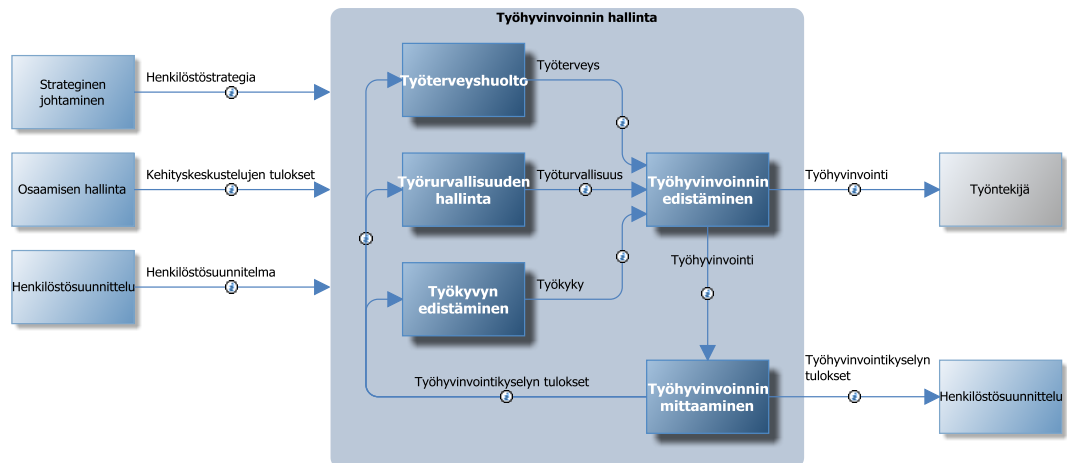 Työhyvinvoinnin hallinta
Strateginen
johtaminen
Henkilöstöstrategia
Työterveyshuolto
Työterveys
Osaamisen hallinta
Kehityskeskustelujen tulokset
Työrurvallisuuden
hallinta
Työturvallisuus
Työhyvinvoinnin
edistäminen
Työhyvinvointi
Työntekijä
Henkilöstösuunnittelu
Henkilöstösuunnitelma
Työkyvyn
edistäminen
Työkyky
Työhyvinvointi
Työhyvinvointikyselyn tulokset
Työhyvinvoinnin
mittaaminen
Työhyvinvointikyselyn
tulokset
Henkilöstösuunnittelu